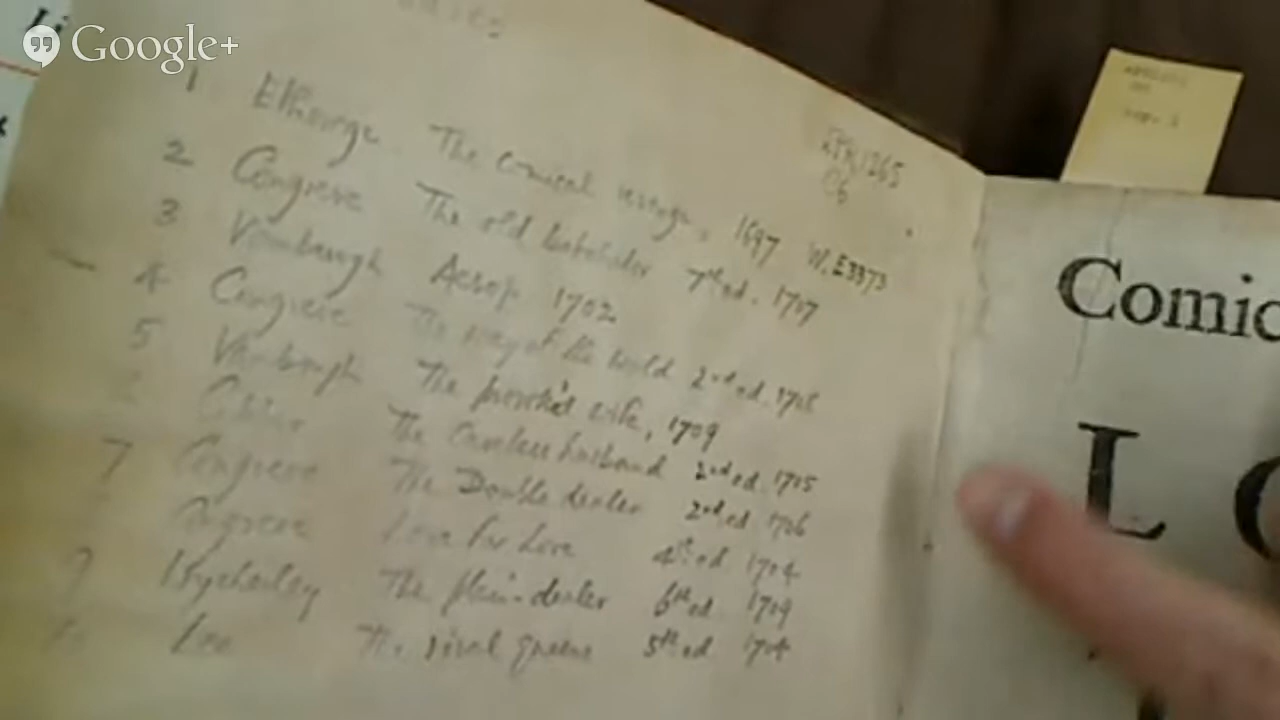 Google+
1 Etherege The comical revenge, 1697 W.E3373
2 Congreve The old batchelor 7th ed. 1707
3 Vanbrugh Aesop 1702
4 Congreve The way of the world 2nd ed.
5 Vanbrugh The provok'd wife, 1709
Cibber The Careless husband 2nd ed. 1705
7 Congreve The Double dealer 2nd ed 1706
Congreve Love for Love 4th ed 1704
9 Wycherley The plain-dealer 6th ed 1709
Lee The rival queens 5th ed 1704
1265
C6
Comic
L